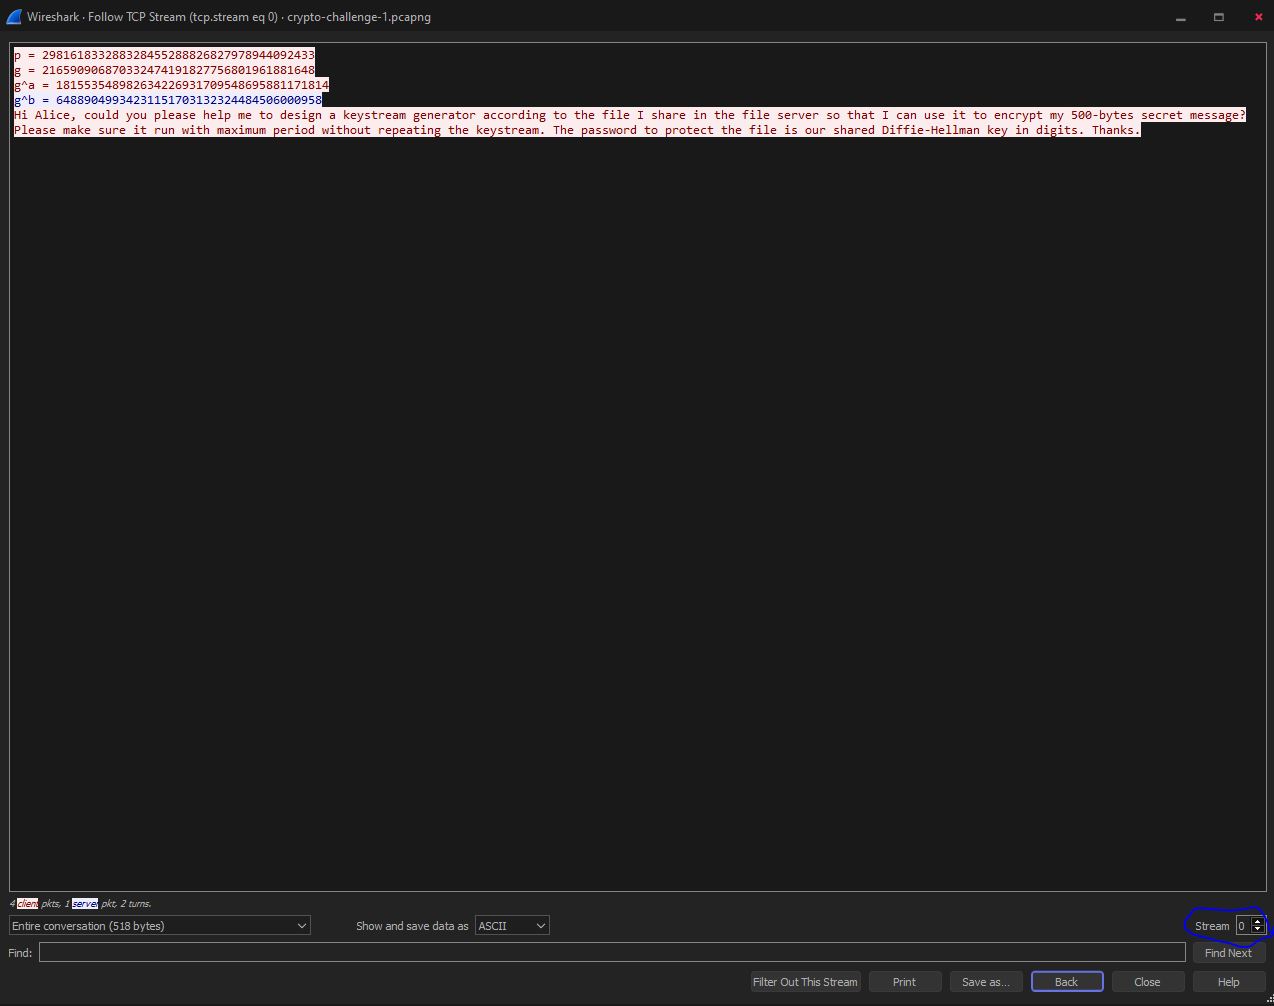 Wireshark · Follow TCP Stream (tcp.stream eq 0) · crypto-challenge-1.pcapng
p = 298161833288328455288826827978944092433
g = 216590906870332474191827756801961881648
g^a = 181553548982634226931709548695881171814
g^b = 64889049934231151703132324484506000958
Hi Alice, could you please help me to design a keystream generator according to the file I share in the file server so that I can use it to encrypt my 500-bytes secret message?
Please make sure it run with maximum period without repeating the keystream. The password to protect the file is our shared Diffie-Hellman key in digits. Thanks.
4 client pkts, 1 server pkt, 2 turns.
Entire conversation (518 bytes) Show and save data as ASCII Stream 0
Find: Find Next
Filter Out This Stream Print Save as... Back Close Help